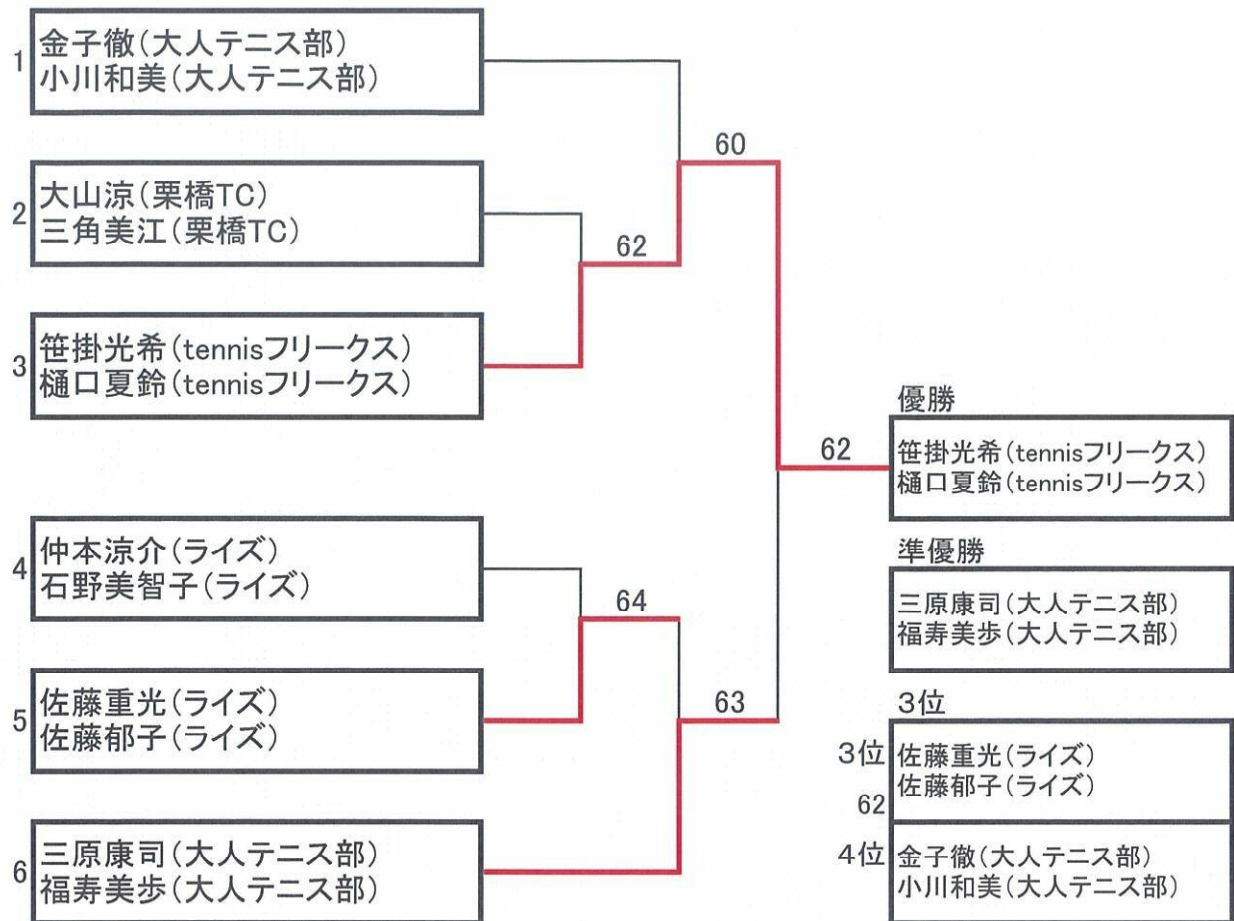 1
金子徹(大人テニス部)
小川和美(大人テニス部)
60
2
大山涼(栗橋TC)
三角美江(栗橋TC)
62
3
笹掛光希(tennisフリークス)
樋口夏鈴(tennisフリークス)
優勝
62
笹掛光希(tennisフリークス)
樋口夏鈴(tennisフリークス)
4
仲本涼介(ライズ)
石野美智子(ライズ)
準優勝
64
三原康司(大人テニス部)
福寿美歩(大人テニス部)
5
佐藤重光(ライズ)
佐藤郁子(ライズ)
63
3位
3位
佐藤重光(ライズ)
佐藤郁子(ライズ)
62
6
三原康司(大人テニス部)
福寿美歩(大人テニス部)
4位
金子徹(大人テニス部)
小川和美(大人テニス部)